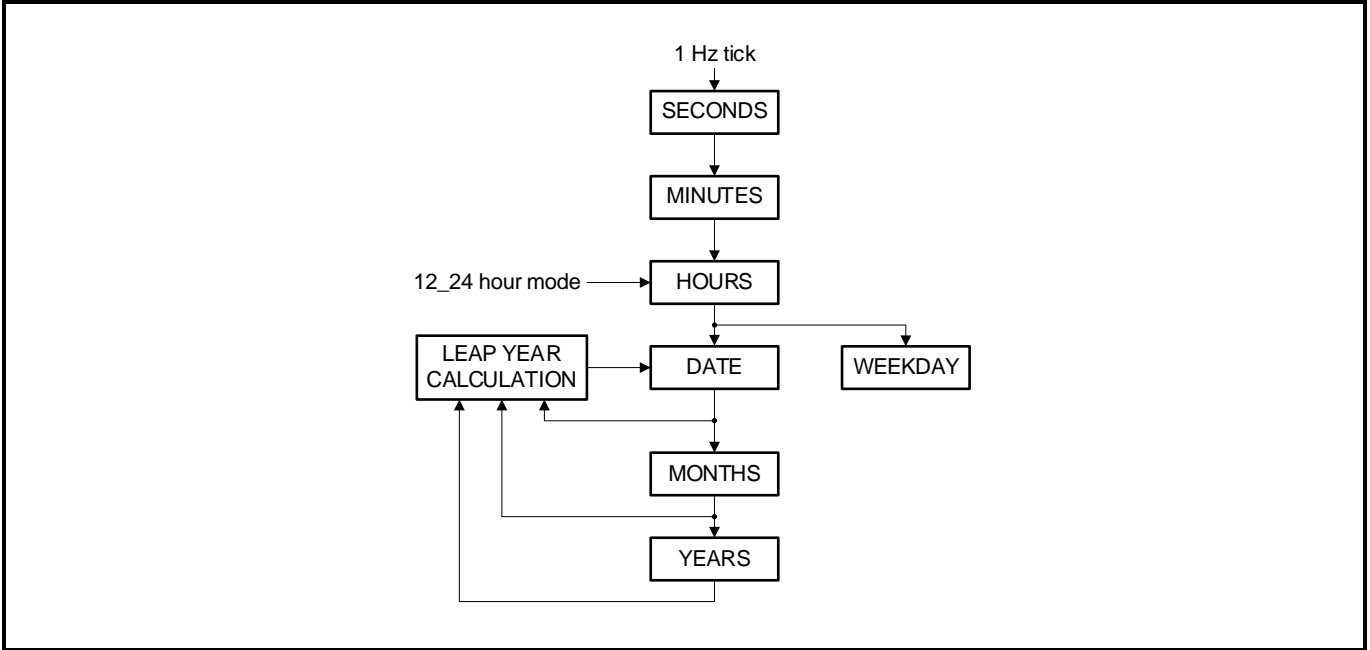 1 Hz tick
SECONDS
MINUTES
12_24 hour mode
HOURS
LEAP YEAR
CALCULATION
DATE
WEEKDAY
MONTHS
YEARS